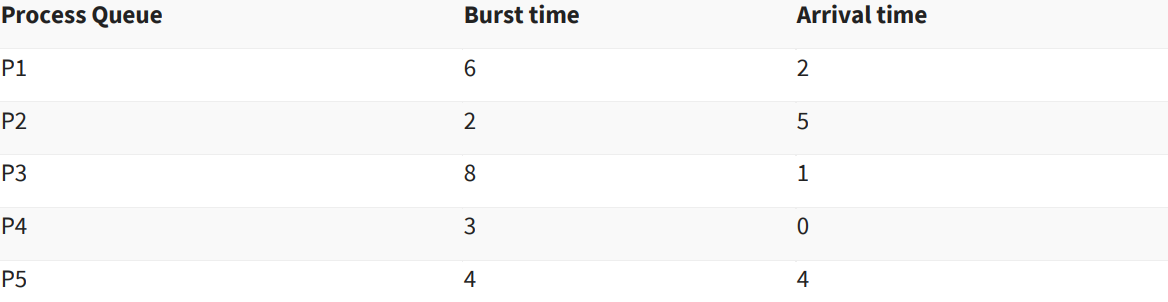 Process Queue Burst time Arrival time
P1 6 2
P2 2 5
P3 8 1
P4 3 0
P5 4 4